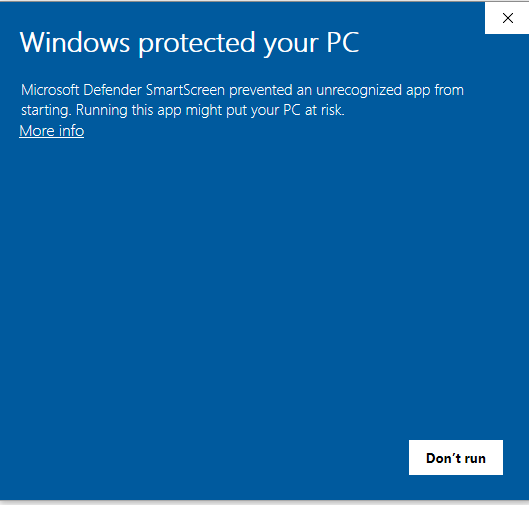 Windows protected your PC
Microsoft Defender SmartScreen prevented an unrecognized app from
starting. Running this app might put your PC at risk.
More info
Don’t run